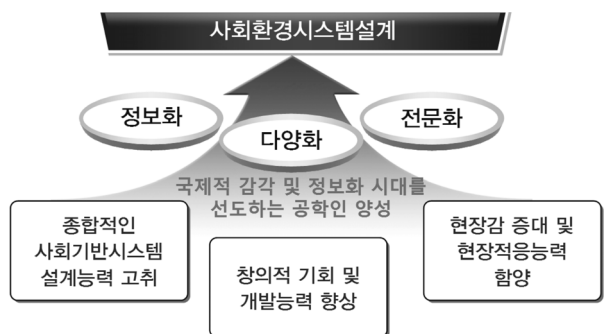 사회환경시스템설계
정보화
다양화
전문화
국제적 감각 및 정보화 시대를
선도하는 공학인 양성
종합적인
사회기반시스템
설계능력 고취
창의적 기회 및
개발능력 향상
현장감 증대 및
현장적응능력
함양